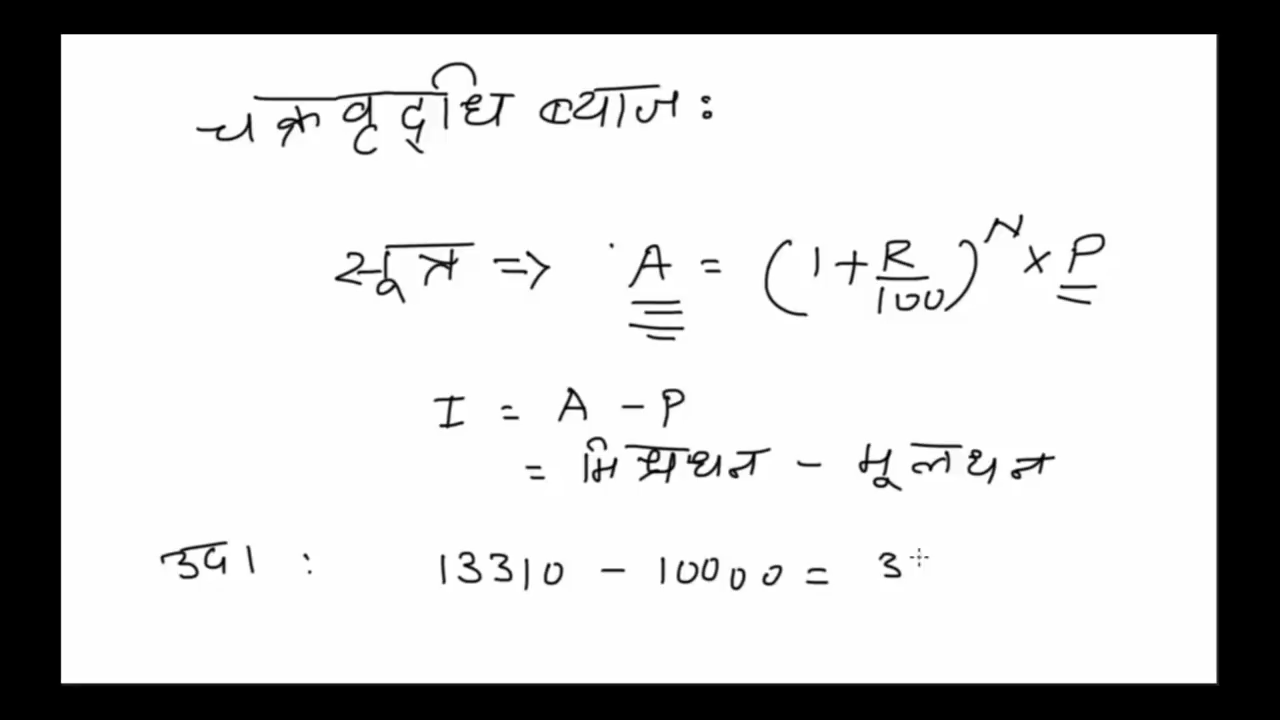 चक्रवृद्धि ब्याज :
सूत्र => A = (1 + R/100)^N × P
I = A - P
= मिश्रधन - मूलधन
उदा : 13310 - 10000 = 3